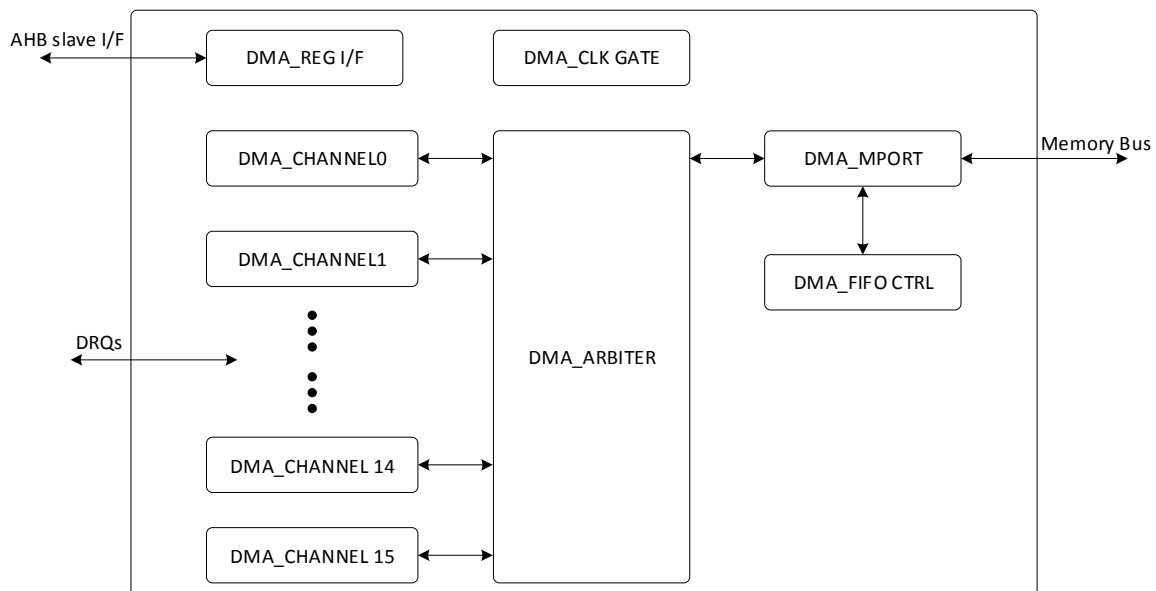 AHB slave I/F
DMA_REG I/F
DMA_CLK GATE
DMA_CHANNEL0
DMA_MPORT
Memory Bus
DMA_CHANNEL1
DMA_FIFO CTRL
DRQs
DMA_ARBITER
DMA_CHANNEL 14
DMA_CHANNEL 15